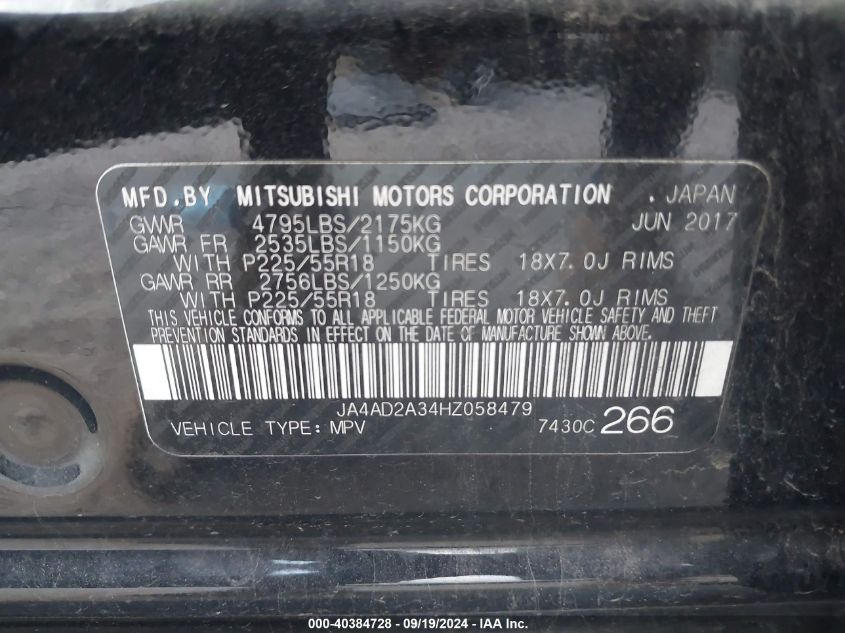 MFD.BY MITSUBISHI MOTORS CORPORATION . JAPAN
GVWR 4795LBS/2175KG JUN 2017
GAWR FR 2535LBS/1150KG
WITH P225/55R18 TIRES 18X7.0J RIMS
GAWR RR 2756LBS/1250KG
WITH P225/55R18 TIRES 18X7.0J RIMS
THIS VEHICLE CONFORMS TO ALL APPLICABLE FEDERAL MOTOR VEHICLE SAFETY AND THEFT
PREVENTION STANDARDS IN EFFECT ON THE DATE OF MANUFACTURE SHOWN ABOVE.
JA4AD2A34HZ058479
VEHICLE TYPE: MPV 7430C 266
000-40384728 - 09/19/2024 - IAA Inc.